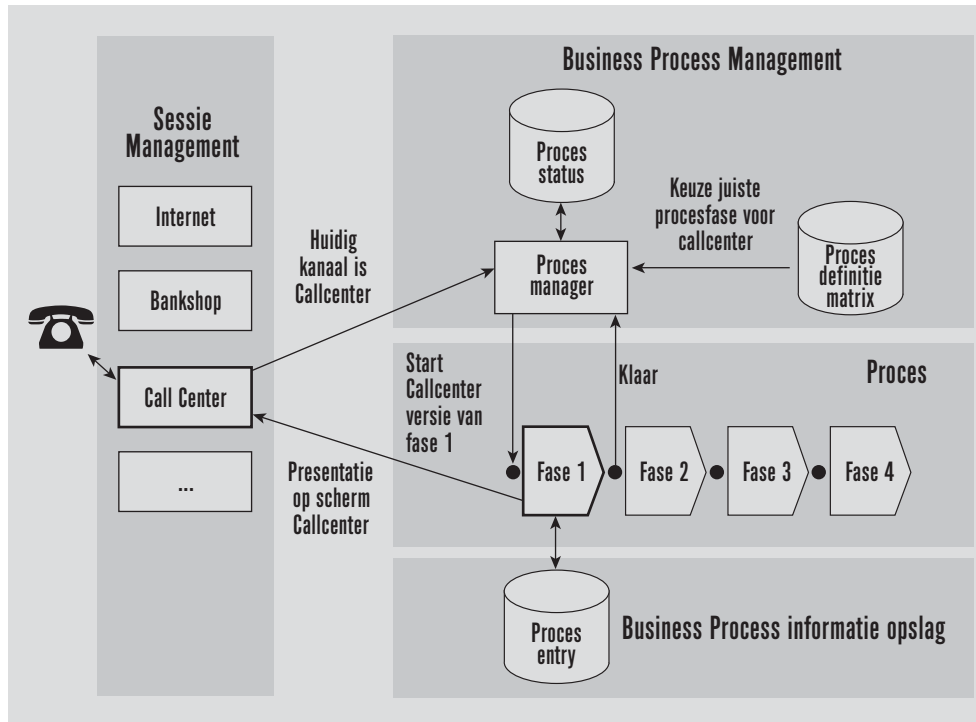 Sessie
Management
Internet
Bankshop
Call Center
...
Huidig
kanaal is
Callcenter
Presentatie
op scherm
Callcenter
Business Process Management
Proces
status
Proces
manager
Keuze juiste
procesfase voor
callcenter
Proces
definitie
matrix
Start
Callcenter
versie van
fase 1
Klaar
Proces
Fase 1
Fase 2
Fase 3
Fase 4
Proces
entry
Business Process informatie opslag